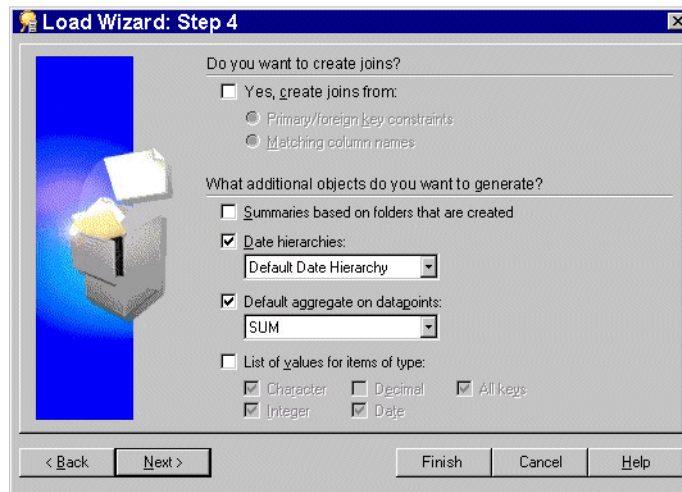 Load Wizard: Step 4
Do you want to create joins?
Yes, create joins from:
Primary/foreign key constraints
Matching column names
What additional objects do you want to generate?
Summaries based on folders that are created
Date hierarchies:
Default Date Hierarchy
Default aggregate on datapoints:
SUM
List of values for items of type:
Character Decimal All keys
Integer Date
< Back Next > Finish Cancel Help